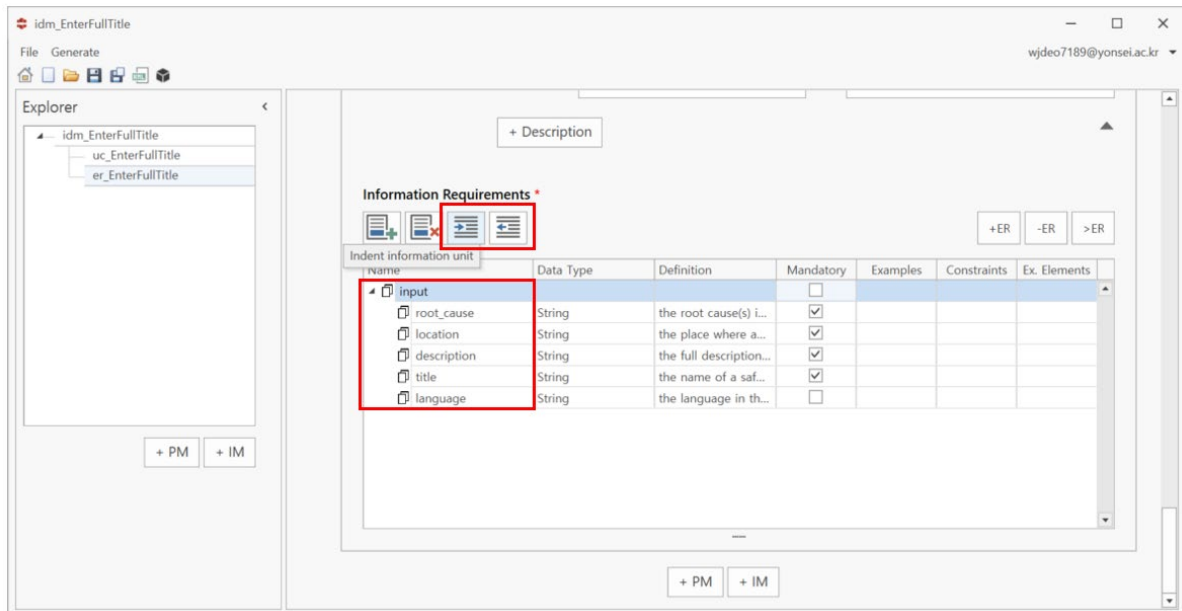 idm_EnterFullTitle
File Generate
wjdeo7189@yonsei.ac.kr
Explorer
idm_EnterFullTitle
uc_EnterFullTitle
er_EnterFullTitle
+ PM + IM
+ Description
Information Requirements *
+ER -ER >ER
Indent information unit
Name Data Type Definition Mandatory Examples Constraints Ex. Elements
input
root_cause String the root cause(s) i...
location String the place where a...
description String the full description...
title String the name of a saf...
language String the language in th...
+ PM + IM